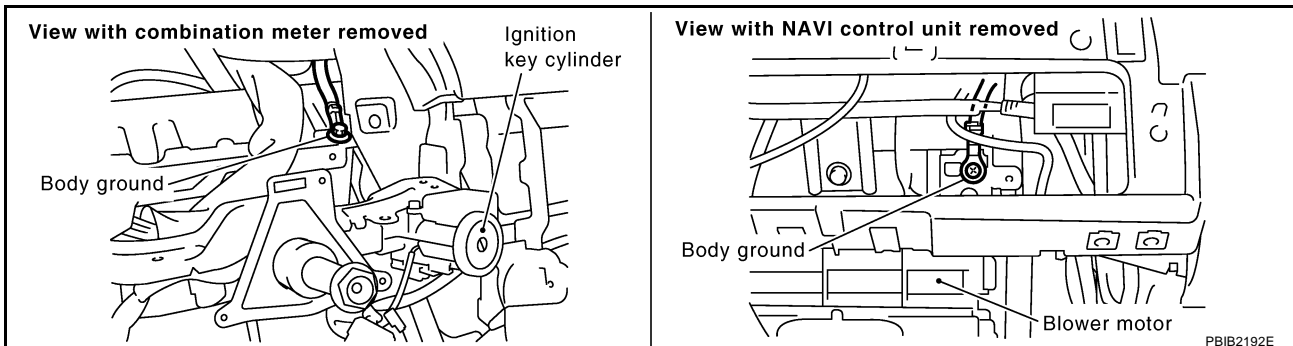 View with combination meter removed
Ignition
key cylinder
Body ground
View with NAVI control unit removed
Body ground
Blower motor
PBIB2192E